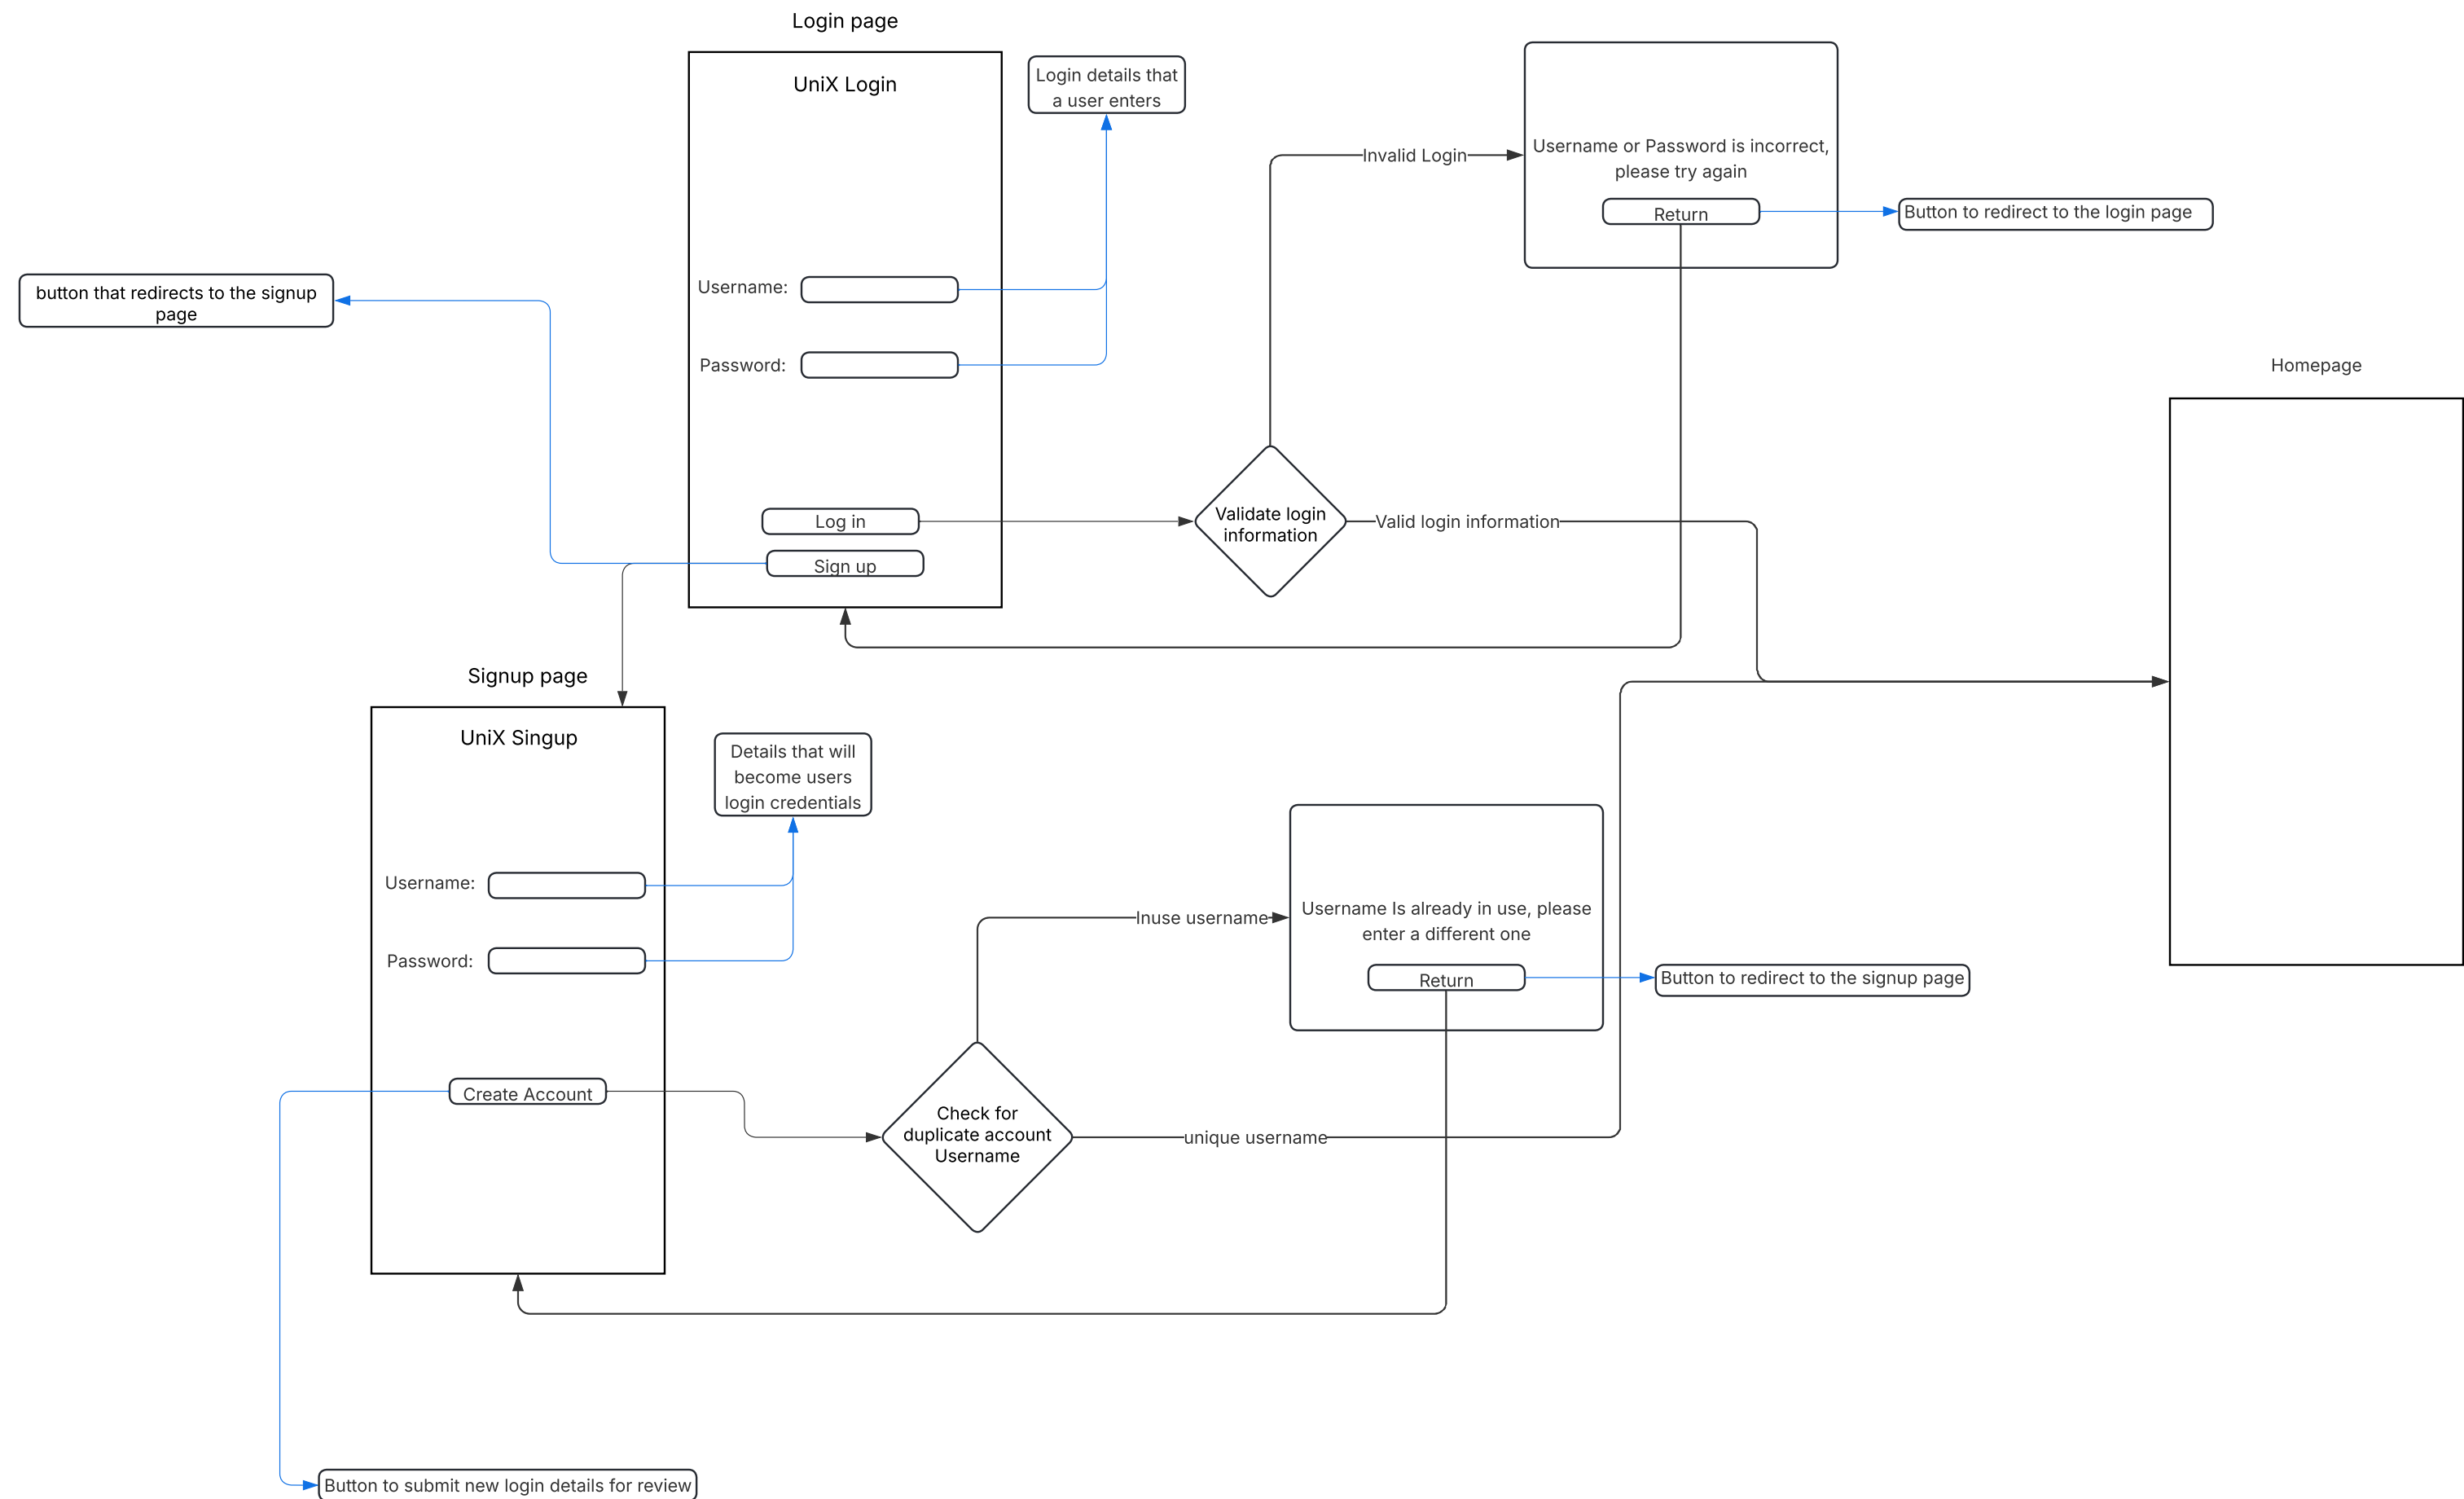 Login page
UniX Login
Login details that
a user enters
Username or Password is incorrect,
please try again
Invalid Login
Return
Button to redirect to the login page
button that redirects to the signup
page
Username:
Password:
Homepage
Log in
Validate login
information
Valid login information
Sign up
Signup page
UniX Singup
Details that will
become users
login credentials
Username:
Password:
Inuse username
Username Is already in use, please
enter a different one
Return
Button to redirect to the signup page
Create Account
Check for
duplicate account
Username
unique username
Button to submit new login details for review